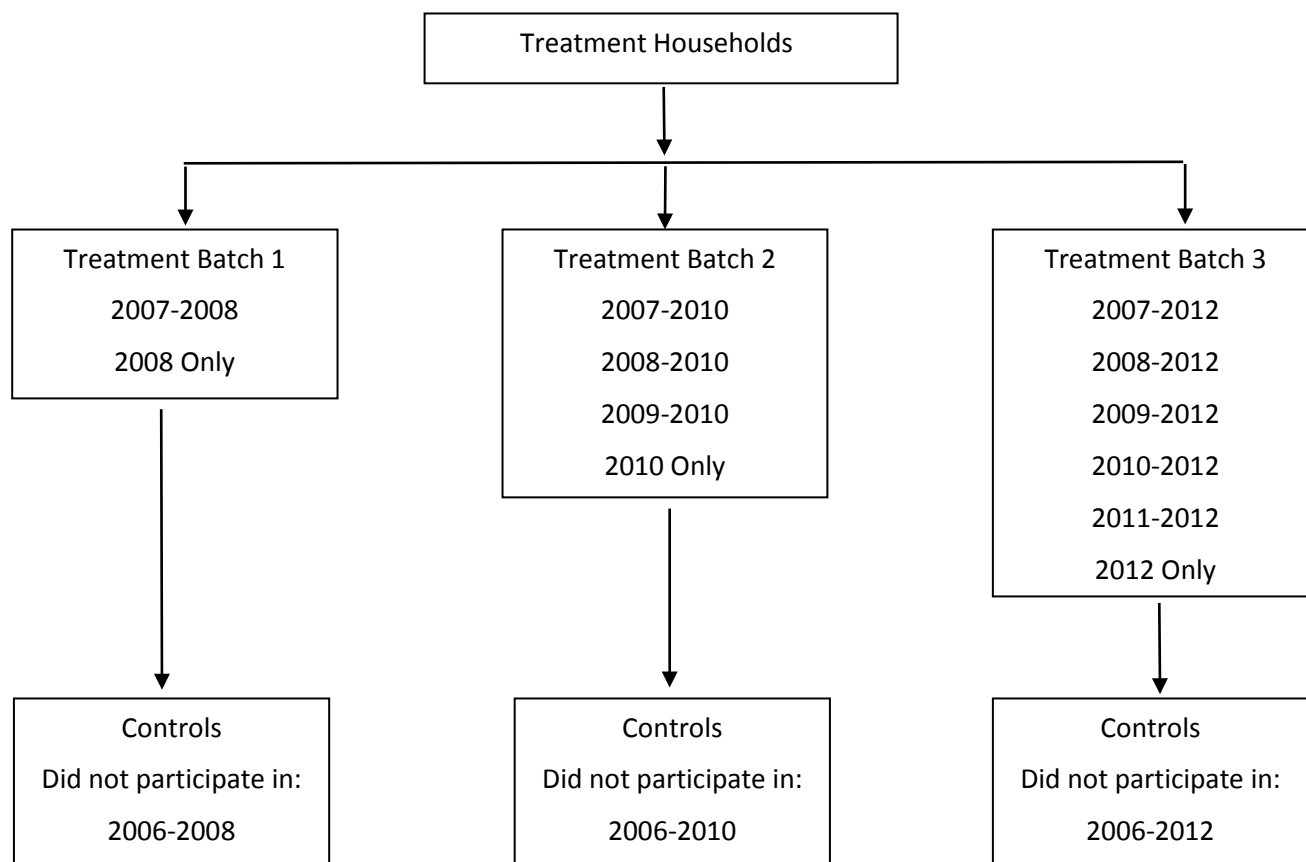 Treatment Households
Treatment Batch 1
2007-2008
2008 Only
Treatment Batch 2
2007-2010
2008-2010
2009-2010
2010 Only
Treatment Batch 3
2007-2012
2008-2012
2009-2012
2010-2012
2011-2012
2012 Only
Controls
Did not participate in:
2006-2008
Controls
Did not participate in:
2006-2010
Controls
Did not participate in:
2006-2012